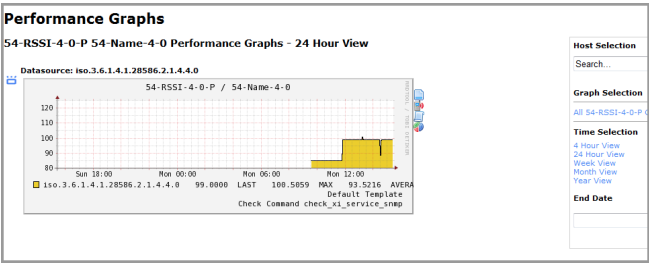 Performance Graphs
54-RSSI-4-0-P 54-Name-4-0 Performance Graphs - 24 Hour View
Datasource: iso.3.6.1.4.1.28586.2.1.4.4.0
54-RSSI-4-0-P / 54-Name-4-0
120
110
100
90
80
Sun 18:00 Mon 00:00 Mon 06:00 Mon 12:00
iso.3.6.1.4.1.28586.2.1.4.4.0 99.0000 LAST 100.5059 MAX 93.5216 AVERA
Default Template
Check Command check_xi_service_snmp
Host Selection
Search...
Graph Selection
All 54-RSSI-4-0-P
Time Selection
4 Hour View
24 Hour View
Week View
Month View
Year View
End Date